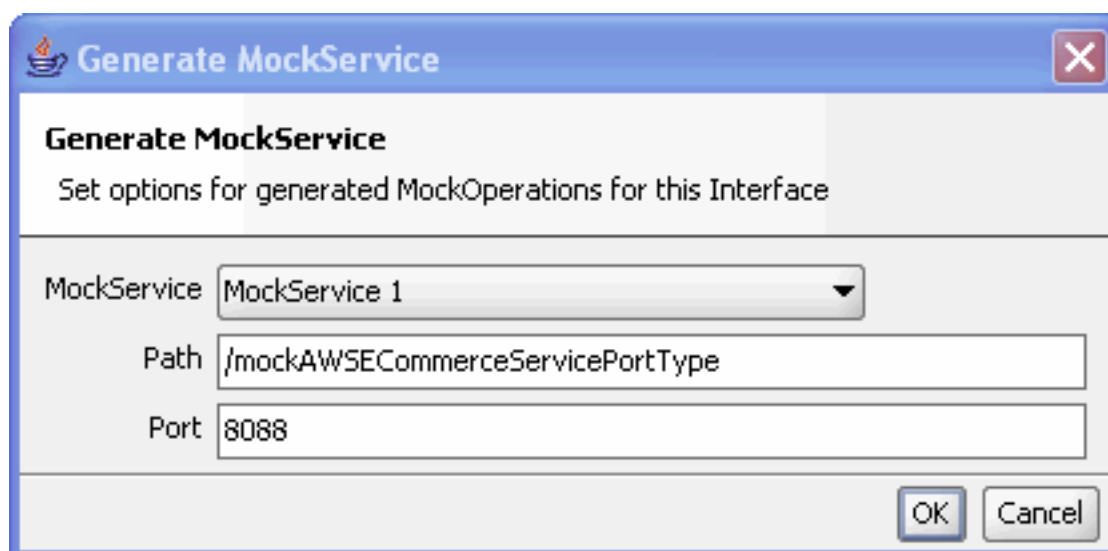 Generate MockService
Generate MockService
Set options for generated MockOperations for this Interface
MockService MockService 1
Path /mockAWSECommerceServicePortType
Port 8088
OK Cancel